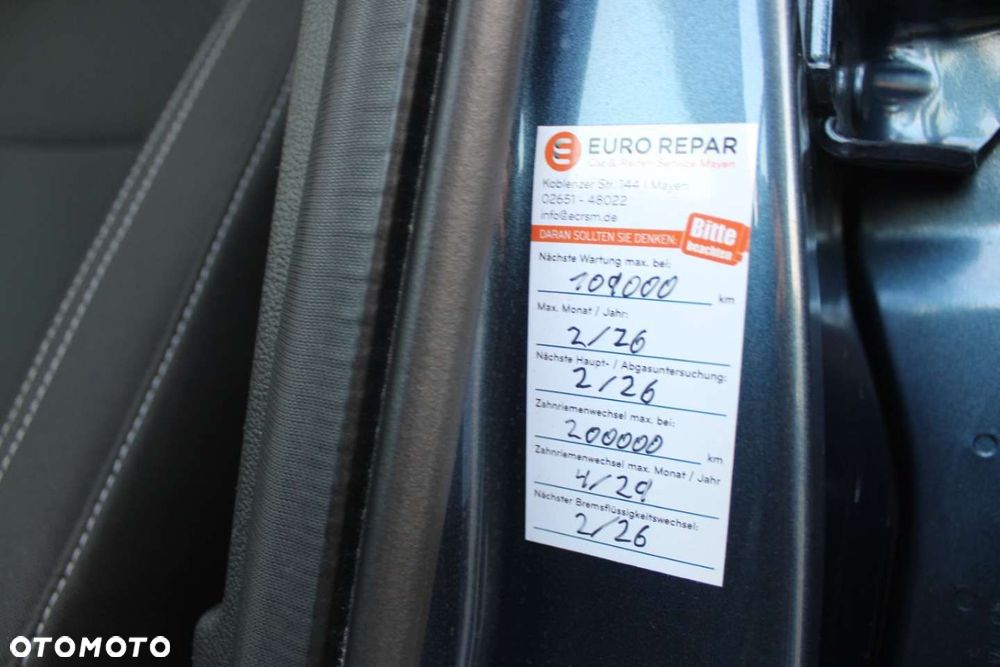 EURO REPAR
Car & Reifen Service Mayen
Koblenzer Str. 144 | Mayen
02651 - 48022
info@ecrsm.de
DARAN SOLLTEN SIE DENKEN:
Bitte
beachten
Nächste Wartung max. bei:
109000 km
Max. Monat / Jahr:
2/26
Nächste Haupt- / Abgasuntersuchung:
2/26
Zahnriemenwechsel max. bei:
200000 km
Zahnriemenwechsel max. Monat / Jahr
4/29
Nächster Bremsflüssigkeitswechsel:
2/26
OTOMOTO